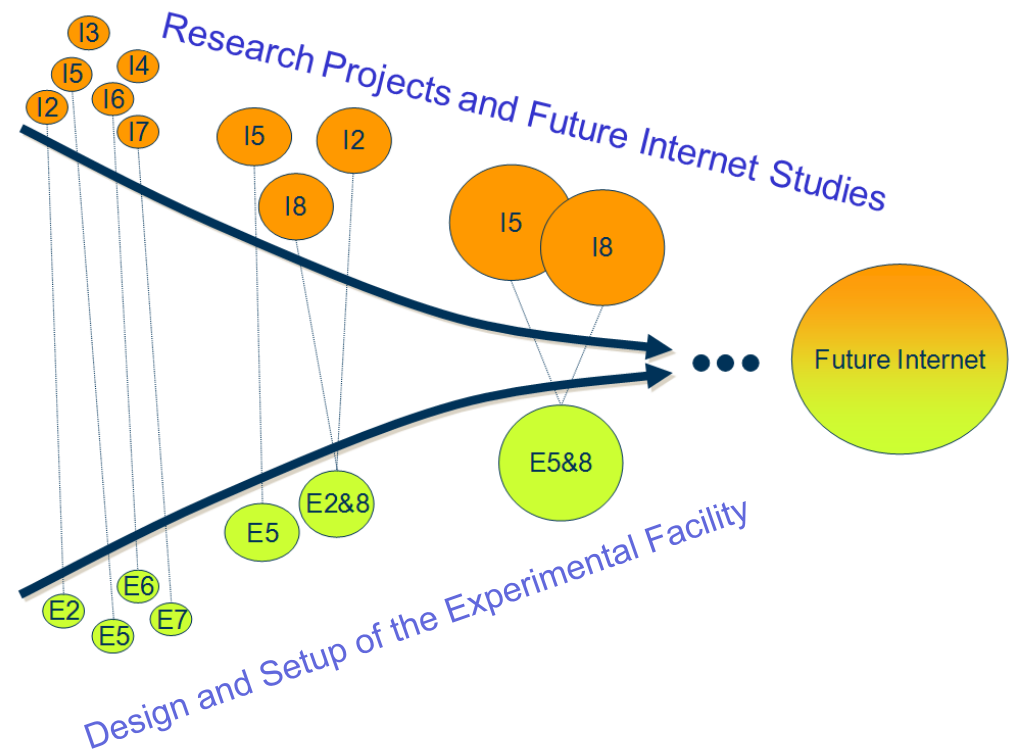 Research Projects and Future Internet Studies
I3
I4
I5
I6
I2
I7
I5
I2
I8
I5
I8
Future Internet
E5&8
E2&8
E5
E6
E2
E7
E5
Design and Setup of the Experimental Facility